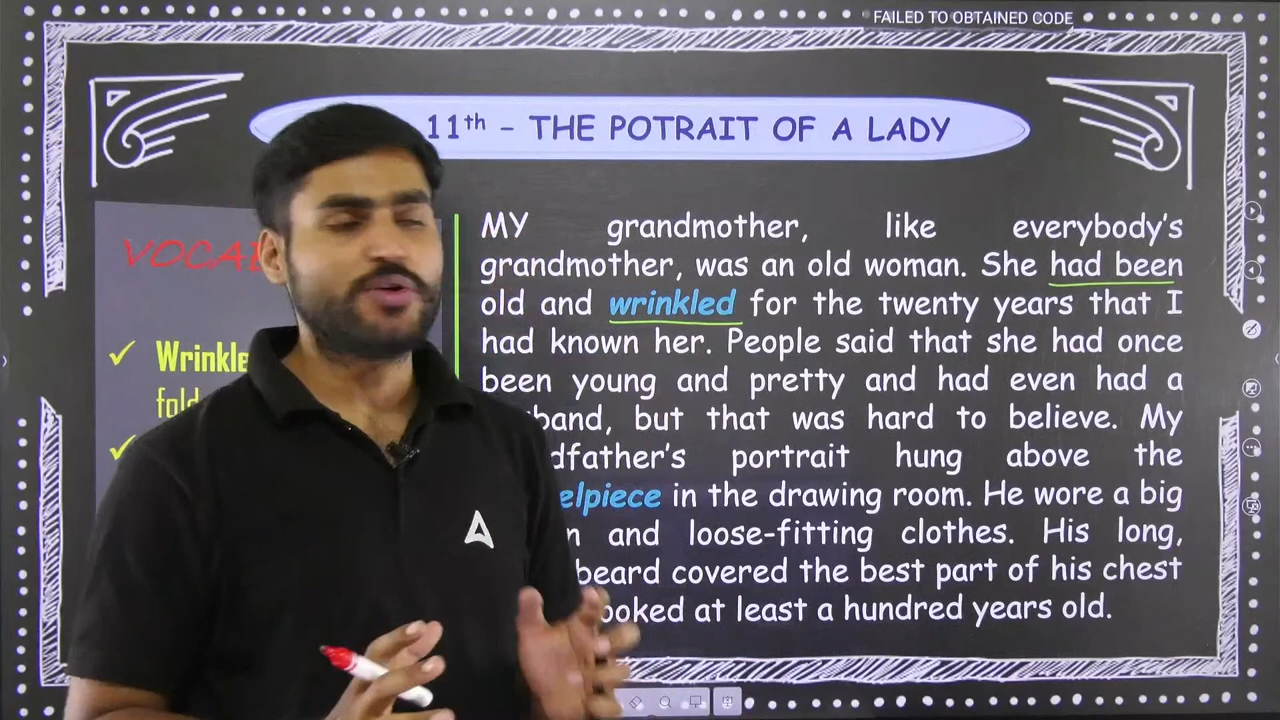 FAILED TO OBTAINED CODE
11th - THE POTRAIT OF A LADY
VOCAB
Wrinkle
fold
MY grandmother, like everybody's
grandmother, was an old woman. She had been
old and wrinkled for the twenty years that I
had known her. People said that she had once
been young and pretty and had even had a
band, but that was hard to believe. My
dfather's portrait hung above the
elpiece in the drawing room. He wore a big
n and loose-fitting clothes. His long,
beard covered the best part of his chest
ooked at least a hundred years old.